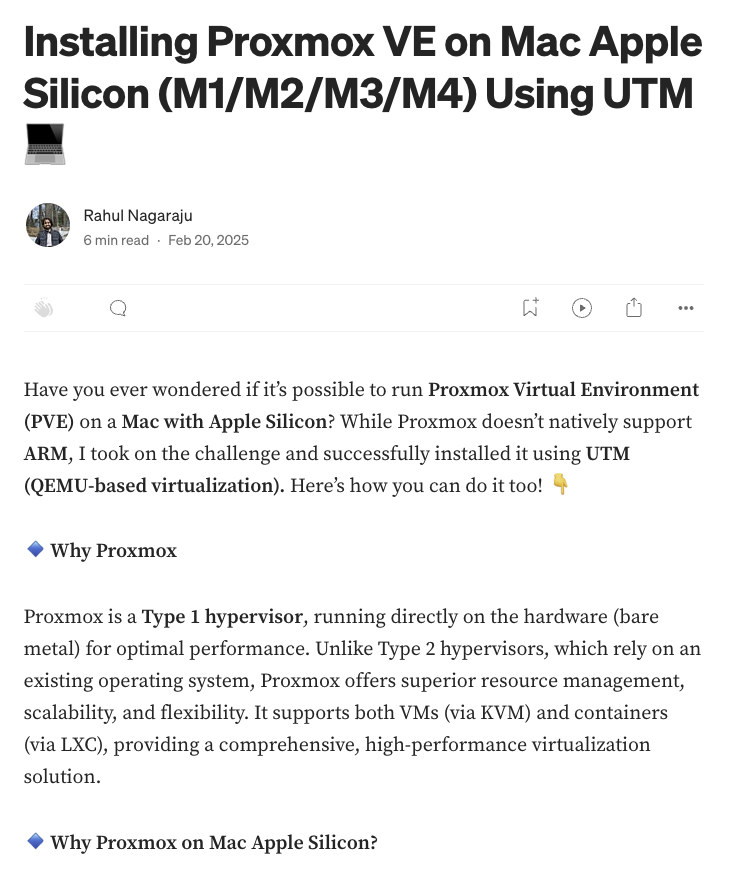 Installing Proxmox VE on Mac Apple
Silicon (M1/M2/M3/M4) Using UTM
💻
Rahul Nagaraju
6 min read · Feb 20, 2025
Have you ever wondered if it’s possible to run Proxmox Virtual Environment
(PVE) on a Mac with Apple Silicon? While Proxmox doesn’t natively support
ARM, I took on the challenge and successfully installed it using UTM
(QEMU-based virtualization). Here’s how you can do it too! 👇
🔹 Why Proxmox
Proxmox is a Type 1 hypervisor, running directly on the hardware (bare
metal) for optimal performance. Unlike Type 2 hypervisors, which rely on an
existing operating system, Proxmox offers superior resource management,
scalability, and flexibility. It supports both VMs (via KVM) and containers
(via LXC), providing a comprehensive, high-performance virtualization
solution.
🔹 Why Proxmox on Mac Apple Silicon?